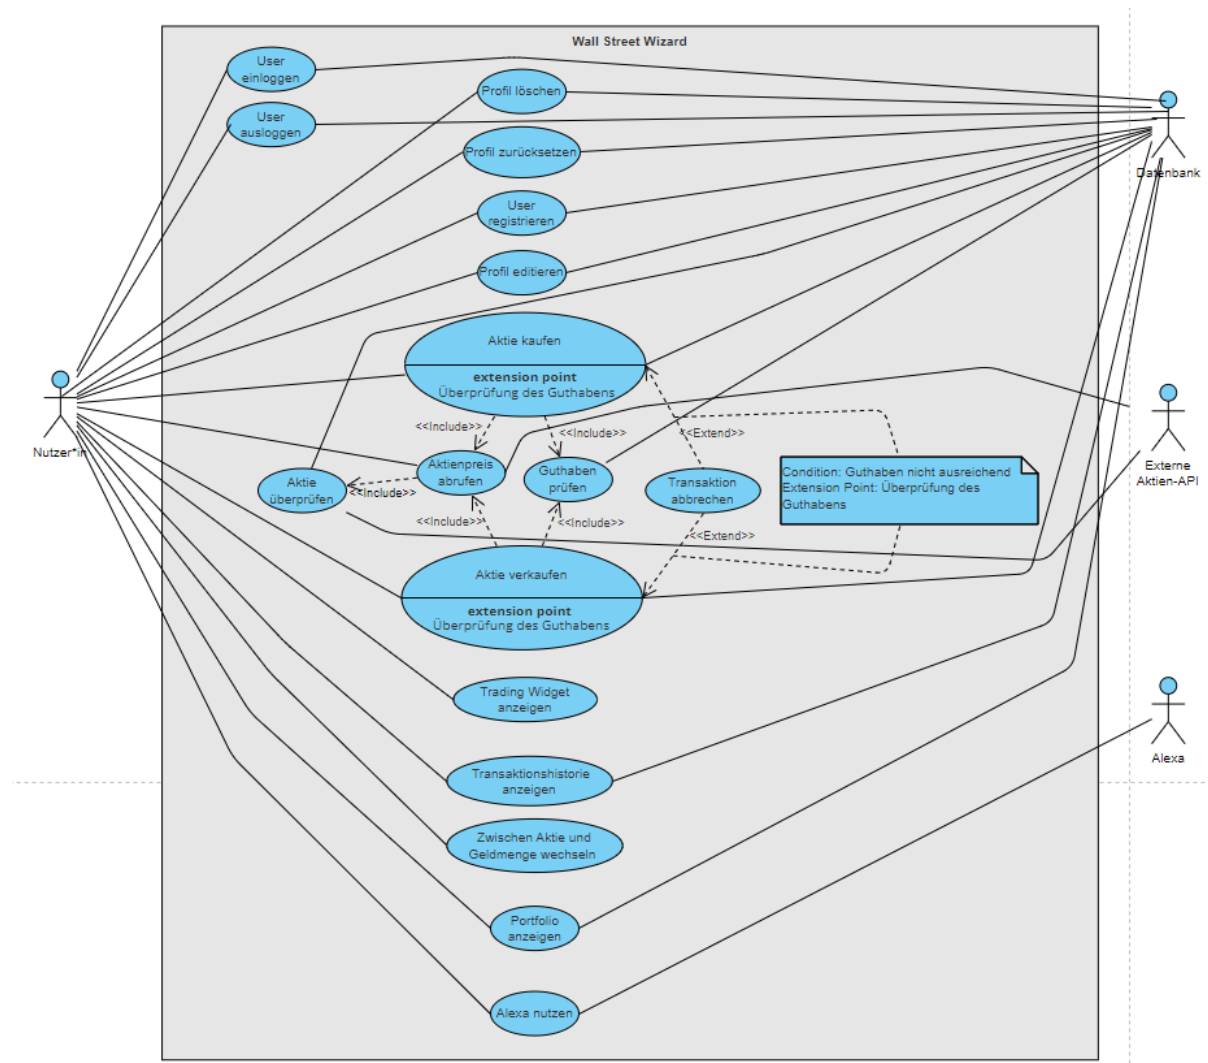 Wall Street Wizard
User
einloggen
User
ausloggen
Profil löschen
Profil zurücksetzen
User
registrieren
Profil editieren
Datenbank
Aktie kaufen
extension point
Überprüfung des Guthabens
Nutzer*in
<<Include>>
<<Include>>
<<Extend>>
Aktie
überprüfen
<<Include>>
Aktienpreis
abrufen
Guthaben
prüfen
Transaktion
abbrechen
Condition: Guthaben nicht ausreichend
Extension Point: Überprüfung des
Guthabens
Externe
Aktien-API
<<Include>>
<<Include>>
<<Extend>>
Aktie verkaufen
extension point
Überprüfung des Guthabens
Trading Widget
anzeigen
Alexa
Transaktionshistorie
anzeigen
Zwischen Aktie und
Geldmenge wechseln
Portfolio
anzeigen
Alexa nutzen